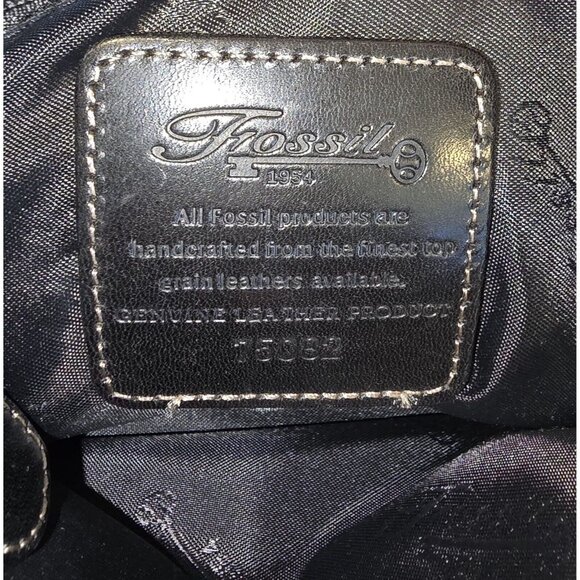 Fossil
1954
All Fossil products are
handcrafted from the finest top
grain leathers available.
GENUINE LEATHER PRODUCT
75082